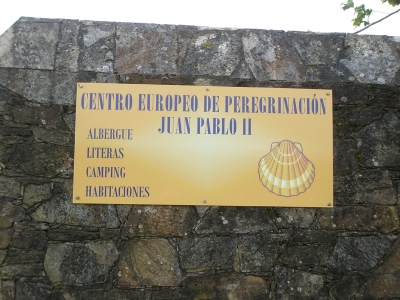 CENTRO EUROPEO DE PEREGRINACIÓN
JUAN PABLO II
ALBERGUE
LITERAS
CAMPING
HABITACIONES